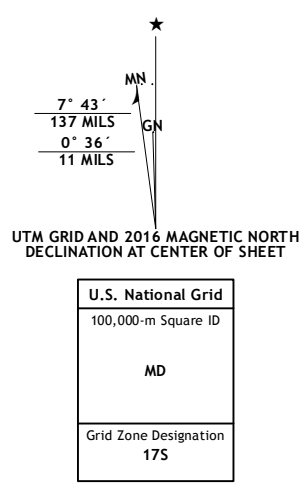 ★
MN
7° 43´
137 MILS
GN
0° 36´
11 MILS
UTM GRID AND 2016 MAGNETIC NORTH
DECLINATION AT CENTER OF SHEET
U.S. National Grid
100,000-m Square ID
MD
Grid Zone Designation
17S